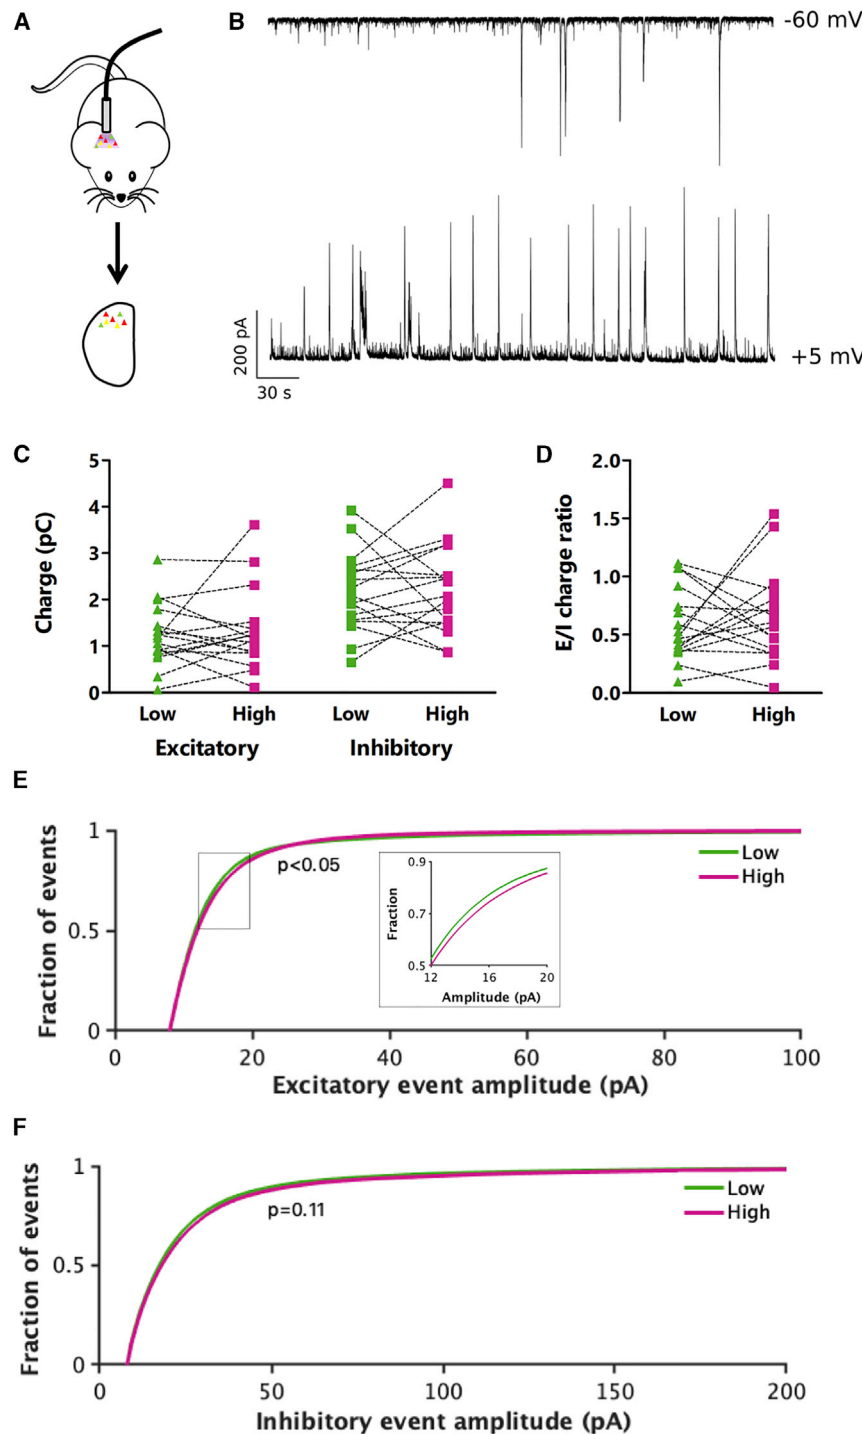 A
B
-60 mV
200 pA
30 s
+5 mV
C
5
4
3
2
1
0
Charge (pC)
Low
High
Low
High
Excitatory
Inhibitory
D
2.0
1.5
1.0
0.5
0.0
E/I charge ratio
Low
High
E
1
0.5
0
Fraction of events
p<0.05
0.9
0.7
0.5
Fraction
12
16
20
Amplitude (pA)
Low
High
0
20
40
60
80
100
Excitatory event amplitude (pA)
F
1
0.5
0
Fraction of events
p=0.11
Low
High
0
50
100
150
200
Inhibitory event amplitude (pA)